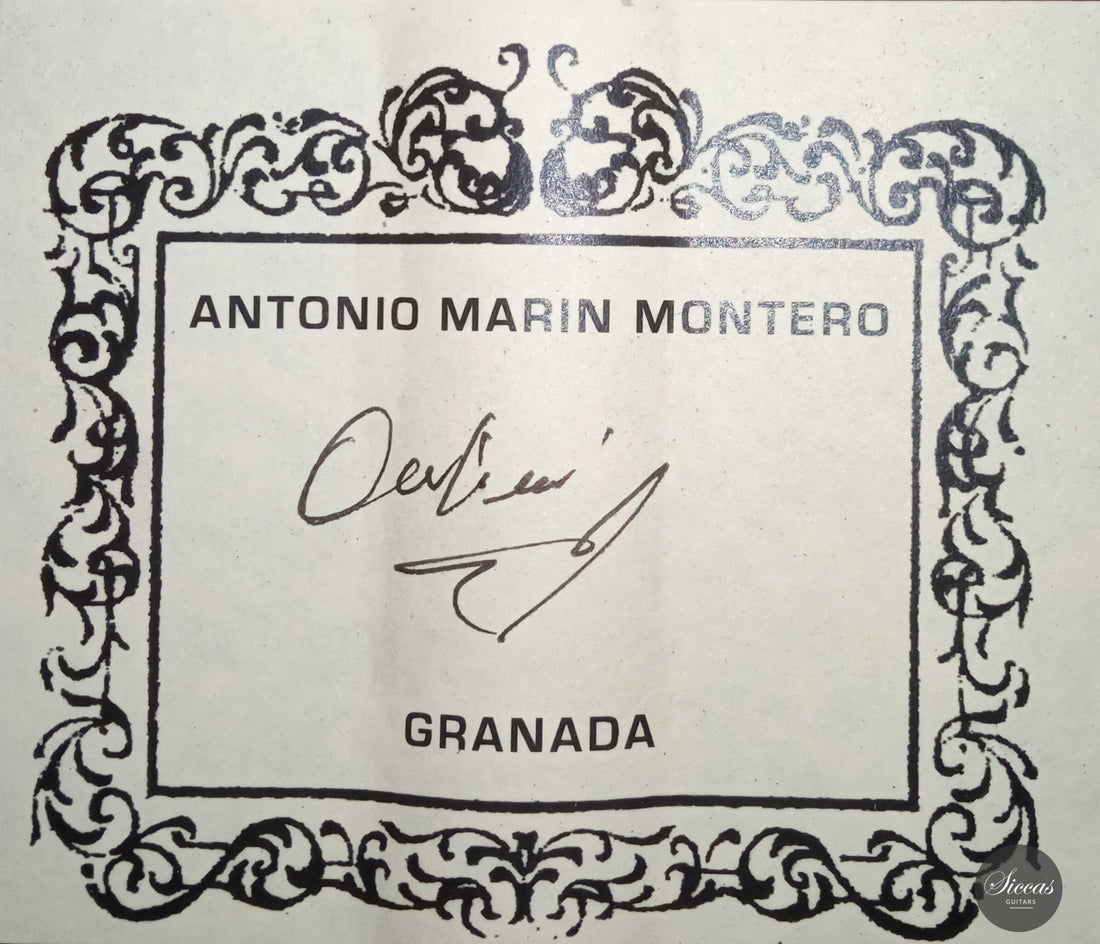 ANTONIO MARIN MONTERO
GRANADA
Siccas
GUITARS